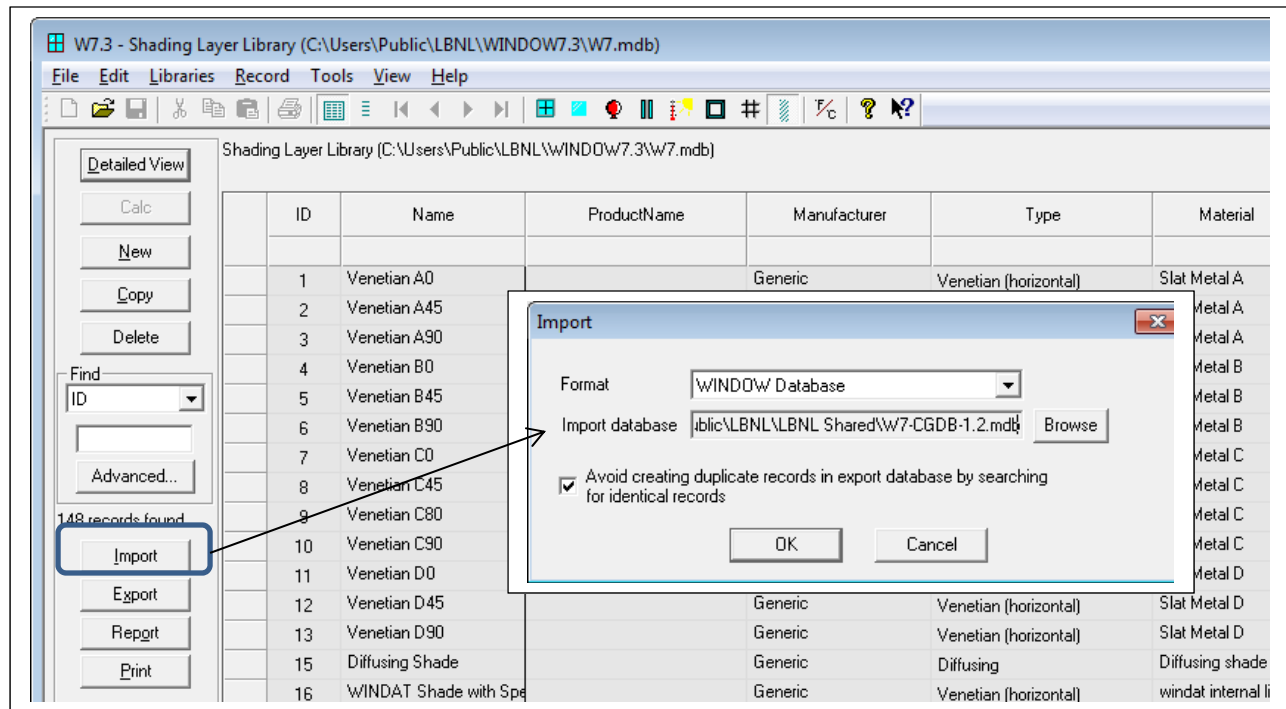 W7.3 - Shading Layer Library (C:\Users\Public\LBNL\WINDOW7.3\W7.mdb)
File Edit Libraries Record Tools View Help
F/C
Shading Layer Library (C:\Users\Public\LBNL\WINDOW7.3\W7.mdb)
Detailed View
Calc
New
Copy
Delete
Find
ID
Advanced...
148 records found
Import
Export
Report
Print
ID Name ProductName Manufacturer Type Material
1 Venetian A0 Generic Venetian (horizontal) Slat Metal A
2 Venetian A45 Metal A
3 Venetian A90 Metal A
4 Venetian B0 Metal B
5 Venetian B45 Metal B
6 Venetian B90 Metal B
7 Venetian C0 Metal C
8 Venetian C45 Metal C
9 Venetian C80 Metal C
10 Venetian C90 Metal C
11 Venetian D0 Metal D
12 Venetian D45 Generic Venetian (horizontal) Slat Metal D
13 Venetian D90 Generic Venetian (horizontal) Slat Metal D
15 Diffusing Shade Generic Diffusing Diffusing shade
16 WINDAT Shade with Spe Generic Venetian (horizontal) windat internal li
Import
Format WINDOW Database
Import database ublic\LBNL\LBNL Shared\W7-CGDB-1.2.mdb Browse
Avoid creating duplicate records in export database by searching
for identical records
OK Cancel